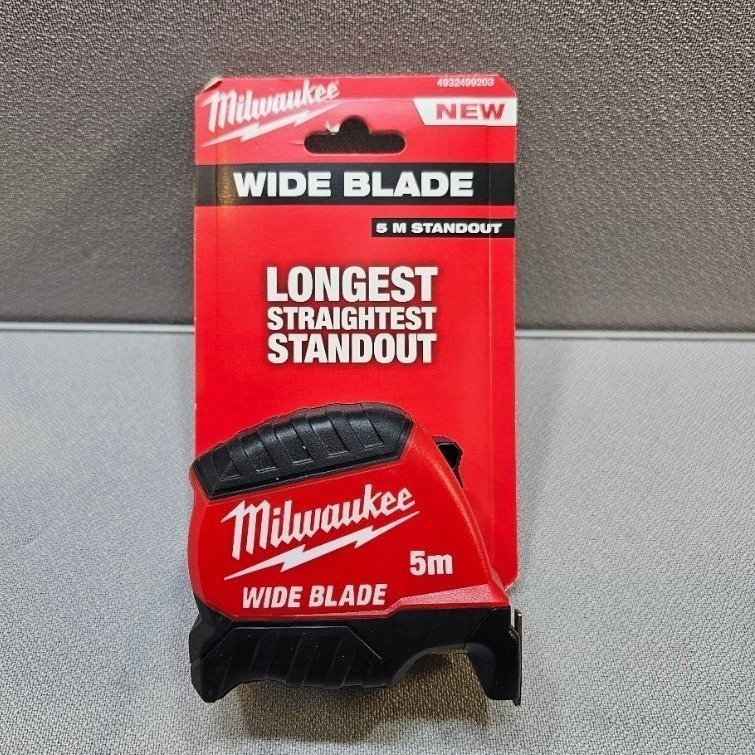 4932499203
Milwaukee
NEW
WIDE BLADE
5 M STANDOUT
LONGEST
STRAIGHTEST
STANDOUT
Milwaukee
5m
WIDE BLADE